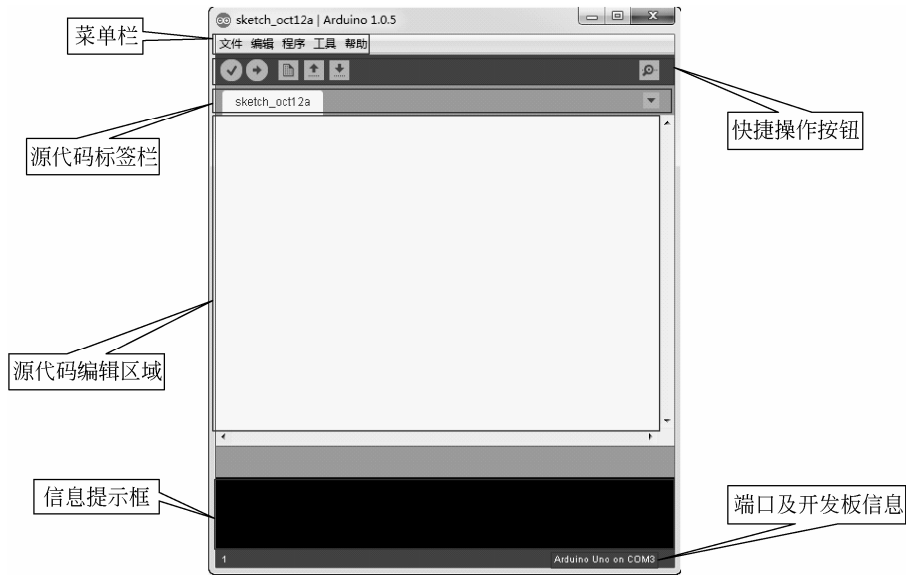 sketch_oct12a | Arduino 1.0.5
菜单栏
文件 编辑 程序 工具 帮助
sketch_oct12a
快捷操作按钮
源代码标签栏
源代码编辑区域
信息提示框
端口及开发板信息
1
Arduino Uno on COM3